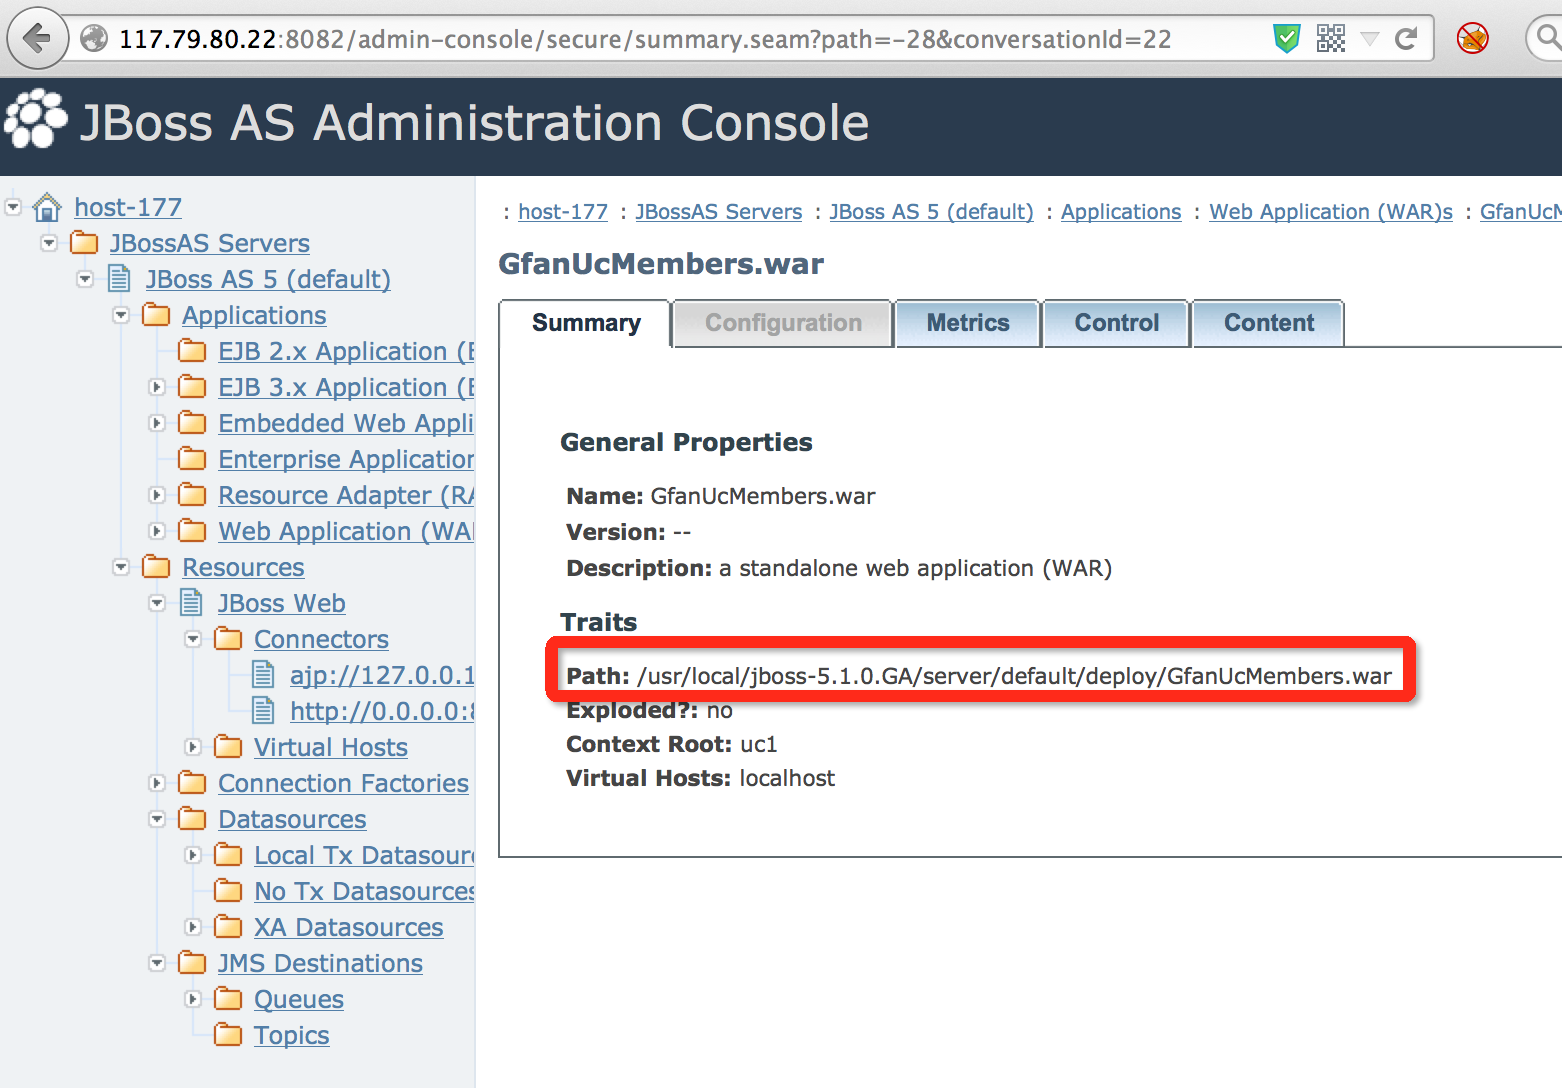 117.79.80.22:8082/admin-console/secure/summary.seam?path=-28&conversationId=22
JBoss AS Administration Console
host-177
JBossAS Servers
JBoss AS 5 (default)
Applications
EJB 2.x Application (E
EJB 3.x Application (E
Embedded Web Appli
Enterprise Application
Resource Adapter (RA
Web Application (WAR
Resources
JBoss Web
Connectors
ajp://127.0.0.1
http://0.0.0.0:8
Virtual Hosts
Connection Factories
Datasources
Local Tx Datasourc
No Tx Datasources
XA Datasources
JMS Destinations
Queues
Topics
: host-177 : JBossAS Servers : JBoss AS 5 (default) : Applications : Web Application (WAR)s : GfanUcM
GfanUcMembers.war
Summary Configuration Metrics Control Content
General Properties
Name: GfanUcMembers.war
Version: --
Description: a standalone web application (WAR)
Traits
Path: /usr/local/jboss-5.1.0.GA/server/default/deploy/GfanUcMembers.war
Exploded?: no
Context Root: uc1
Virtual Hosts: localhost